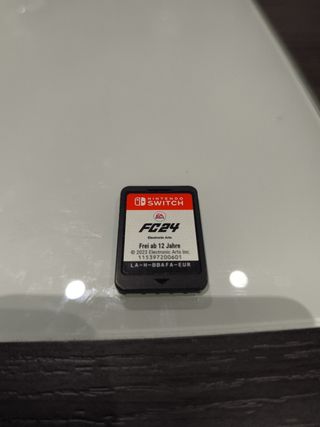 NINTENDO
SWITCH
EA
FC24
Electronic Arts
Frei ab 12 Jahre
© 2023 Electronic Arts Inc.
115397200601
LA-H-BBAFA-EUR